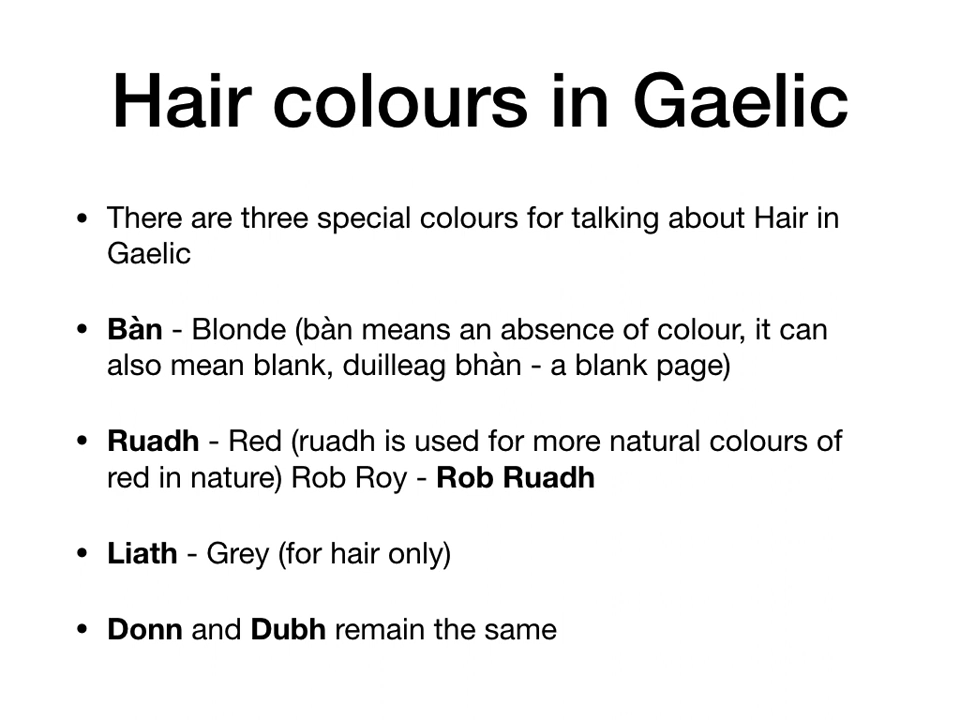 Hair colours in Gaelic
• There are three special colours for talking about Hair in
Gaelic
• Bàn - Blonde (bàn means an absence of colour, it can
also mean blank, duilleag bhàn - a blank page)
• Ruadh - Red (ruadh is used for more natural colours of
red in nature) Rob Roy - Rob Ruadh
• Liath - Grey (for hair only)
• Donn and Dubh remain the same